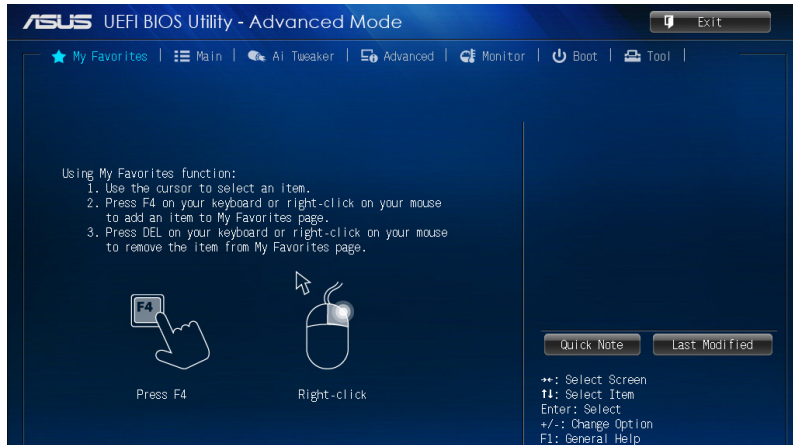 ASUS UEFI BIOS Utility - Advanced Mode
Exit
My Favorites | Main | Ai Tweaker | Advanced | Monitor | Boot | Tool |
Using My Favorites function:
1. Use the cursor to select an item.
2. Press F4 on your keyboard or right-click on your mouse
to add an item to My Favorites page.
3. Press DEL on your keyboard or right-click on your mouse
to remove the item from My Favorites page.
F4
Press F4
Right-click
Quick Note
Last Modified
→←: Select Screen
↑↓: Select Item
Enter: Select
+/-: Change Option
F1: General Help